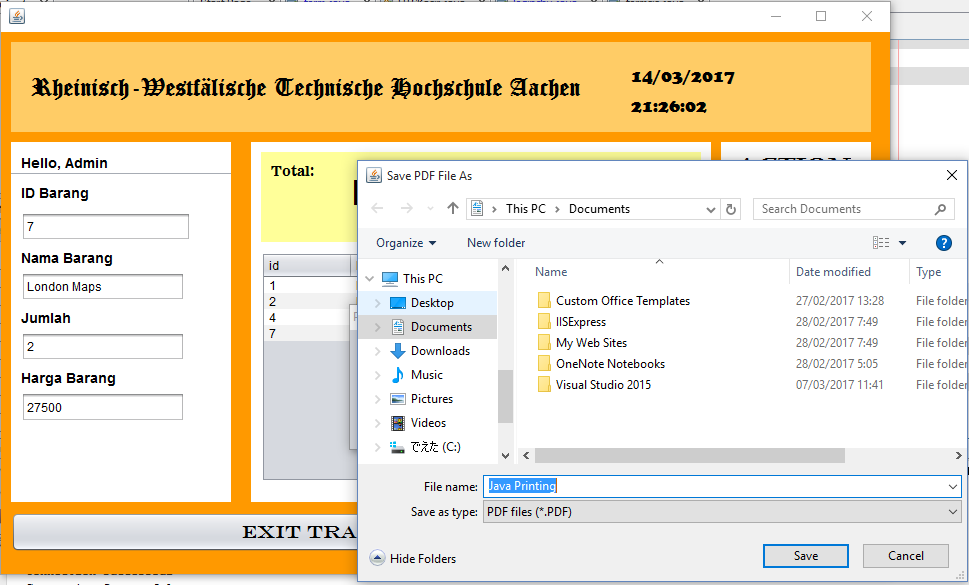 Rheinisch-Westfälische Technische Hochschule Aachen
14/03/2017
21:26:02
Hello, Admin
ID Barang
7
Nama Barang
London Maps
Jumlah
2
Harga Barang
27500
Total:
id
1
2
4
7
EXIT TRA
Save PDF File As
This PC > Documents
Search Documents
Organize
New folder
?
This PC
Desktop
Documents
Downloads
Music
Pictures
Videos
でえた (C:)
Name Date modified Type
Custom Office Templates 27/02/2017 13:28 File folder
IISExpress 28/02/2017 7:49 File folder
My Web Sites 28/02/2017 7:49 File folder
OneNote Notebooks 28/02/2017 5:05 File folder
Visual Studio 2015 07/03/2017 11:41 File folder
File name: Java Printing
Save as type: PDF files (*.PDF)
Hide Folders
Save
Cancel